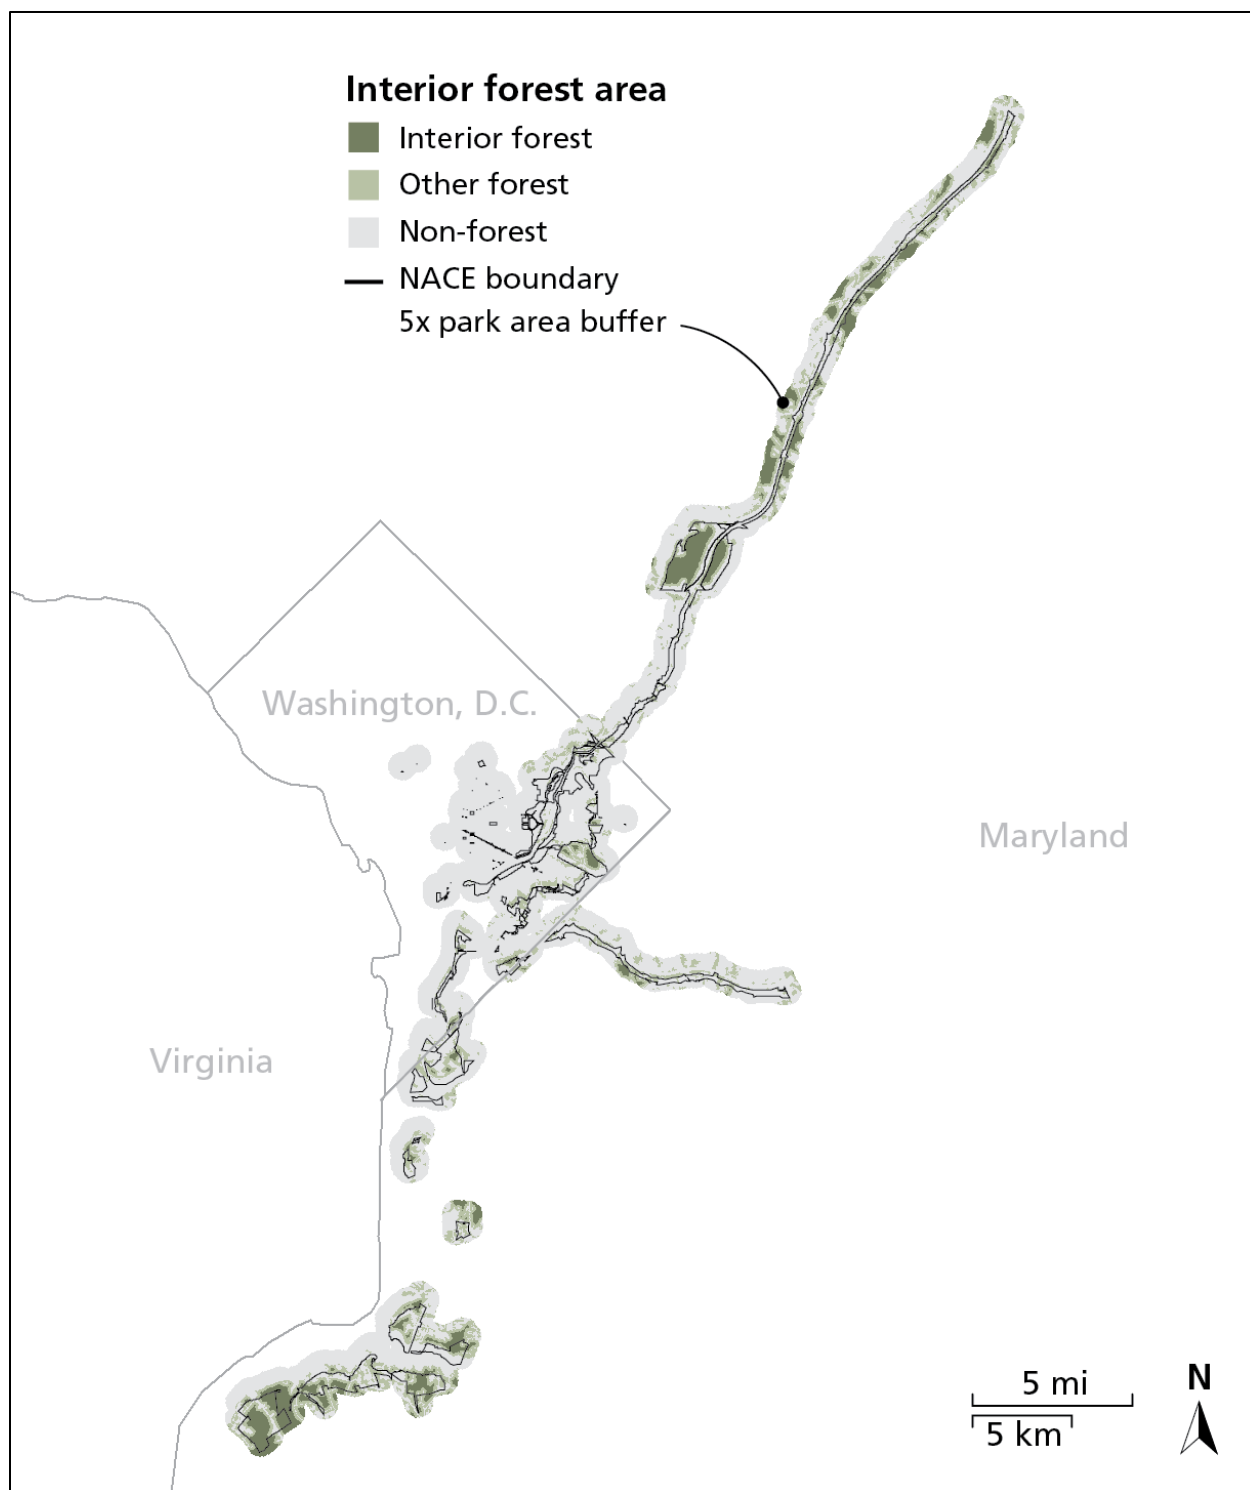 Interior forest area
Interior forest
Other forest
Non-forest
NACE boundary
5x park area buffer
Washington, D.C.
Maryland
Virginia
5 mi
5 km
N